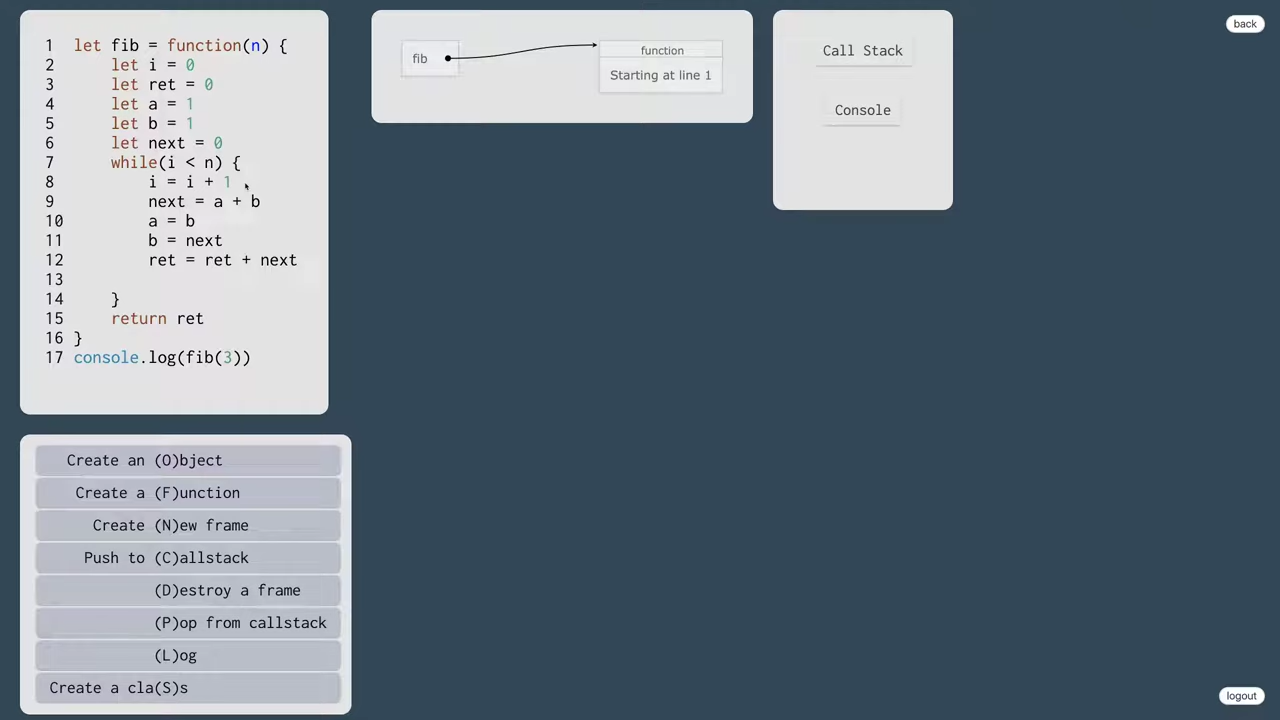 1 let fib = function(n) {
2 let i = 0
3 let ret = 0
4 let a = 1
5 let b = 1
6 let next = 0
7 while(i < n) {
8 i = i + 1
9 next = a + b
10 a = b
11 b = next
12 ret = ret + next
13
14 }
15 return ret
16 }
17 console.log(fib(3))
Create an (O)bject
Create a (F)unction
Create (N)ew frame
Push to (C)allstack
(D)estroy a frame
(P)op from callstack
(L)og
Create a cla(S)s
fib
function
Starting at line 1
Call Stack
Console
back
logout